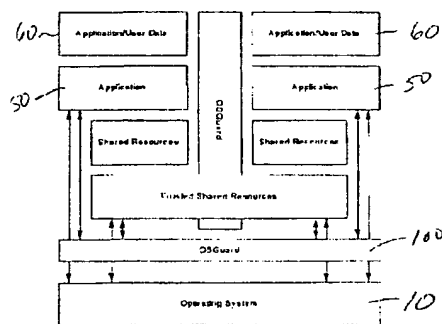 60
Application/User Data
Application/User Data
60
50
Application
Application
50
OSGuard
Shared Resources
Shared Resources
Trusted Shared Resources
OSGuard
100
Operating System
10